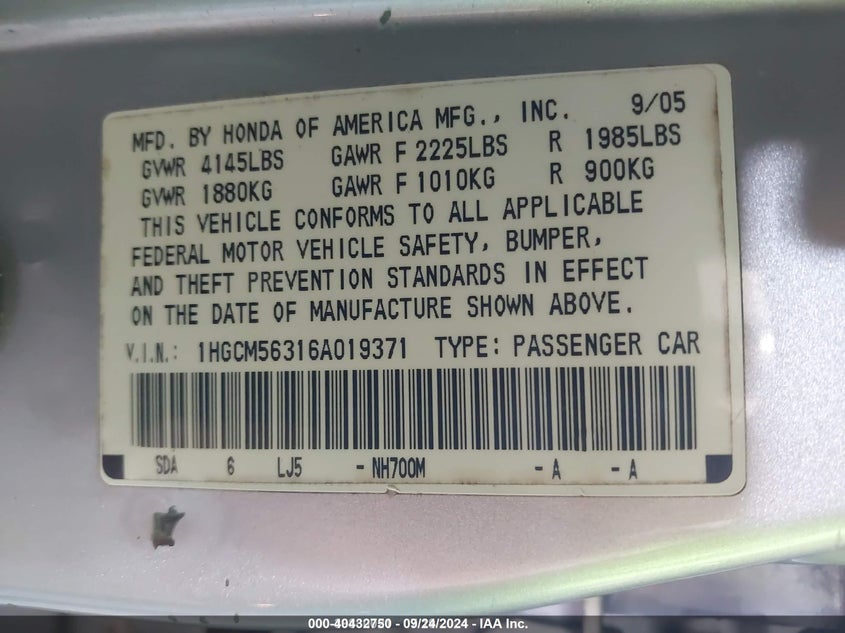 MFD. BY HONDA OF AMERICA MFG., INC. 9/05
GVWR 4145LBS GAWR F 2225LBS R 1985LBS
GVWR 1880KG GAWR F 1010KG R 900KG
THIS VEHICLE CONFORMS TO ALL APPLICABLE
FEDERAL MOTOR VEHICLE SAFETY, BUMPER,
AND THEFT PREVENTION STANDARDS IN EFFECT
ON THE DATE OF MANUFACTURE SHOWN ABOVE.
V.I.N.: 1HGCM56316A019371 TYPE: PASSENGER CAR
SDA 6 LJ5 - NH700M - A - A
000-40432750 - 09/24/2024 - IAA Inc.